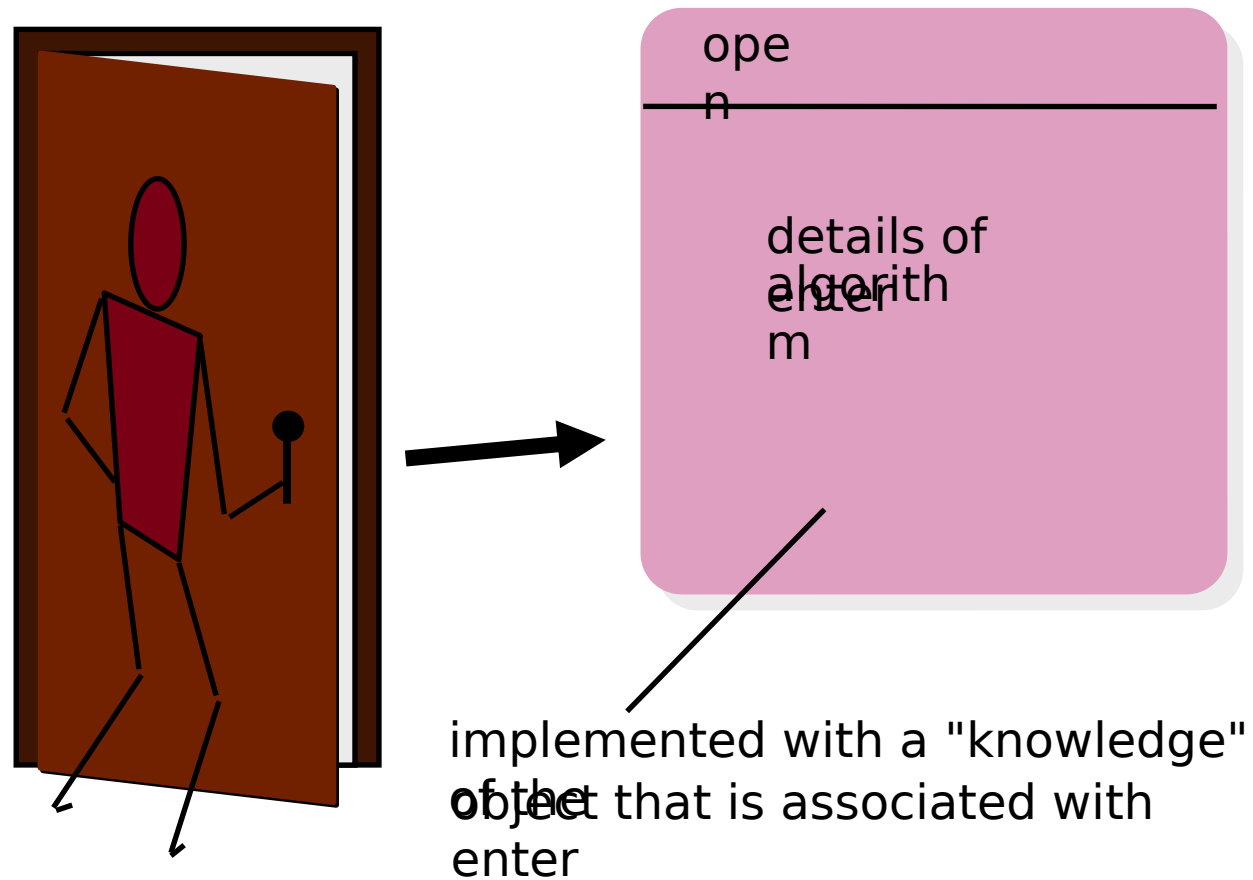 ope
n
details of
algorith
enter
m
implemented with a "knowledge"
of the
object that is associated with
enter